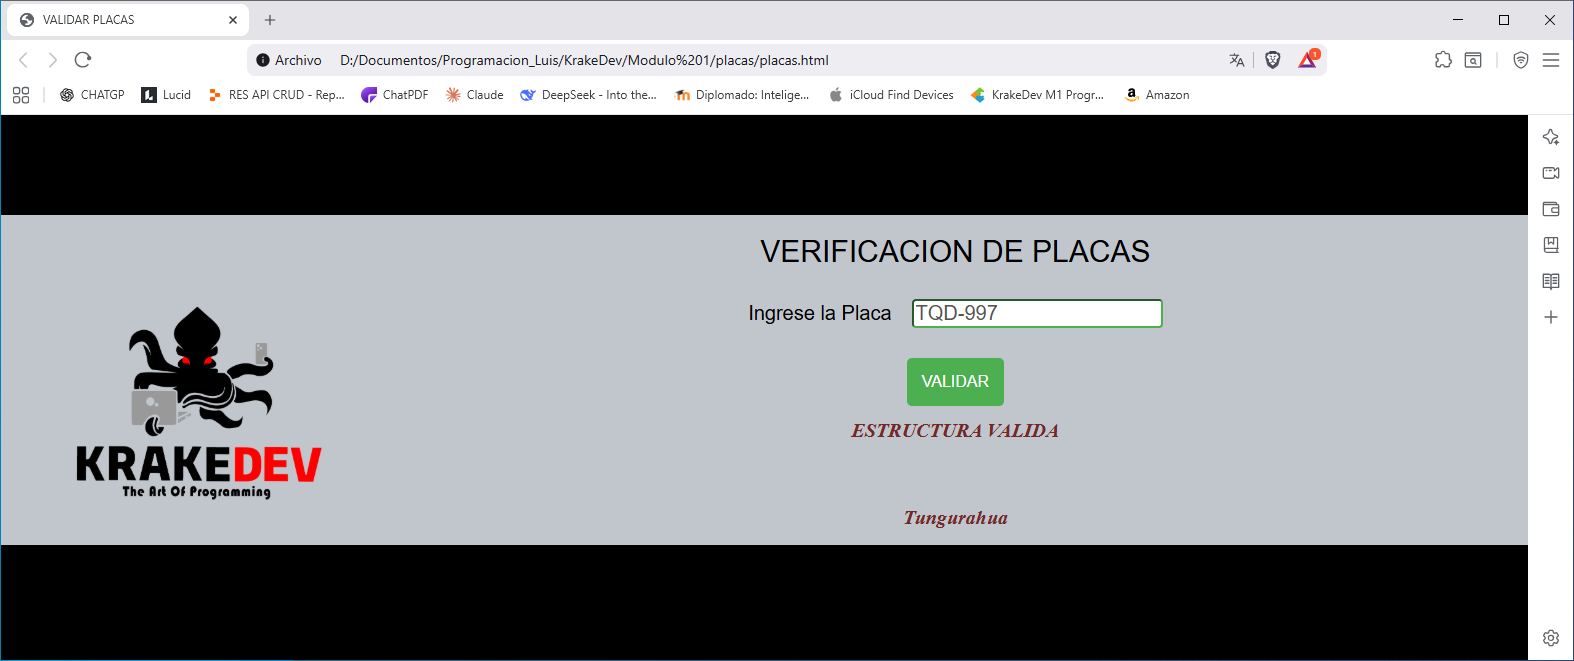 VALIDAR PLACAS
Archivo D:/Documentos/Programacion_Luis/KrakeDev/Modulo%201/placas/placas.html
1
CHATGP Lucid RES API CRUD - Rep... ChatPDF Claude DeepSeek - Into the... Diplomado: Intelige... iCloud Find Devices KrakeDev M1 Progr... Amazon
VERIFICACION DE PLACAS
Ingrese la Placa TQD-997
VALIDAR
ESTRUCTURA VALIDA
KRAKEDEV
The Art Of Programming
Tungurahua